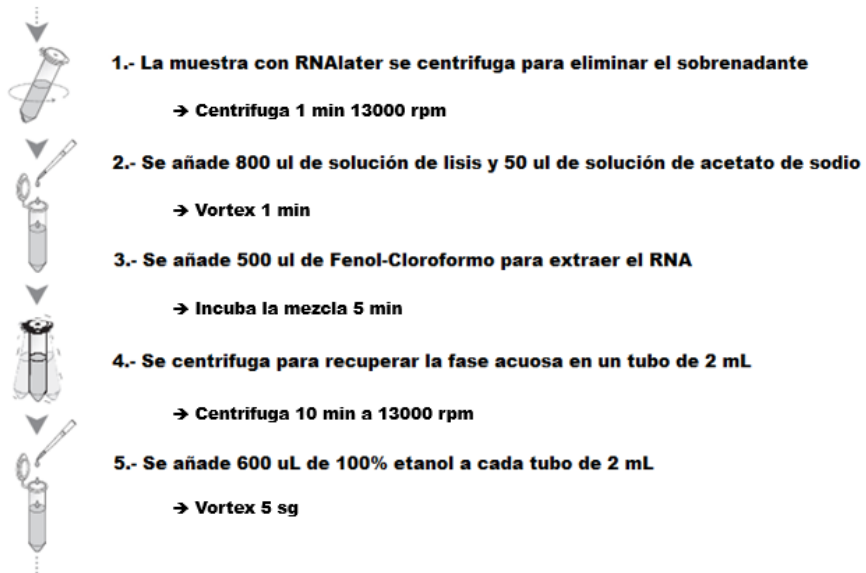 1.- La muestra con RNAlater se centrifuga para eliminar el sobrenadante
➔ Centrifuga 1 min 13000 rpm
2.- Se añade 800 ul de solución de lisis y 50 ul de solución de acetato de sodio
➔ Vortex 1 min
3.- Se añade 500 ul de Fenol-Cloroformo para extraer el RNA
➔ Incuba la mezcla 5 min
4.- Se centrifuga para recuperar la fase acuosa en un tubo de 2 mL
➔ Centrifuga 10 min a 13000 rpm
5.- Se añade 600 uL de 100% etanol a cada tubo de 2 mL
➔ Vortex 5 sg